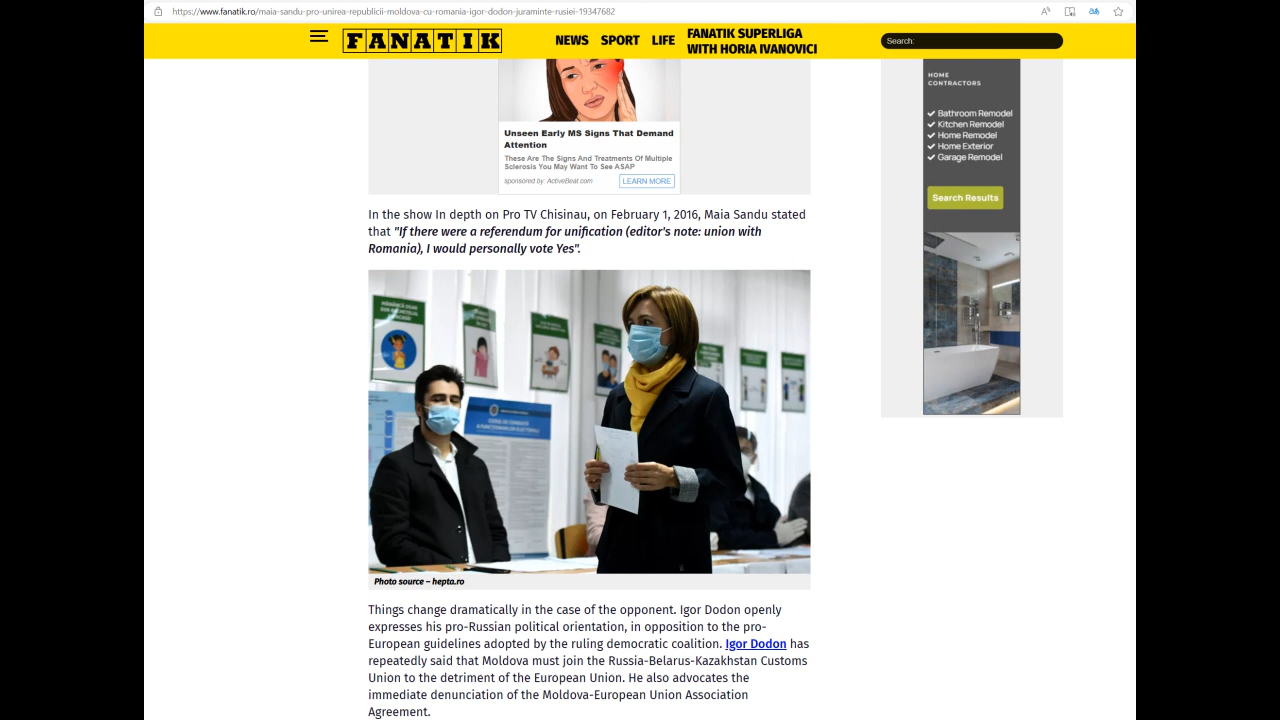 https://www.fanatik.ro/maia-sandu-pro-unirea-republicii-moldova-cu-romania-igor-dodon-juraminte-rusiei-19347682
FANATIK
NEWS SPORT LIFE FANATIK SUPERLIGA
WITH HORIA IVANOVICI
Search:
Unseen Early MS Signs That Demand
Attention
These Are The Signs And Treatments Of Multiple
Sclerosis You May Want To See ASAP
sponsored by: ActiveBeat.com LEARN MORE
HOME
CONTRACTORS
Bathroom Remodel
Kitchen Remodel
Home Remodel
Home Exterior
Garage Remodel
Search Results
In the show In depth on Pro TV Chisinau, on February 1, 2016, Maia Sandu stated
that "If there were a referendum for unification (editor's note: union with
Romania), I would personally vote Yes".
Photo source – hepta.ro
Things change dramatically in the case of the opponent. Igor Dodon openly
expresses his pro-Russian political orientation, in opposition to the pro-
European guidelines adopted by the ruling democratic coalition. Igor Dodon has
repeatedly said that Moldova must join the Russia-Belarus-Kazakhstan Customs
Union to the detriment of the European Union. He also advocates the
immediate denunciation of the Moldova-European Union Association
Agreement.